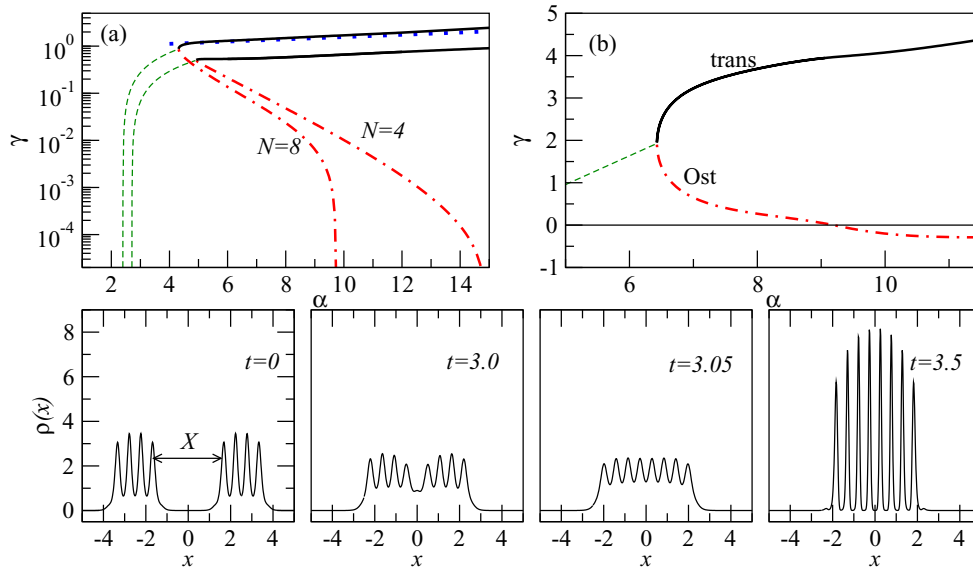 (a)
γ
10^0
10^-1
10^-2
10^-3
10^-4
N=8
N=4
2 4 6 8 10 12 14
α
(b)
γ
5
4
3
2
1
0
-1
trans
Ost
6 8 10
α
ρ(x)
8
6
4
2
0
t=0
X
-4 -2 0 2 4
x
t=3.0
-4 -2 0 2 4
x
t=3.05
-4 -2 0 2 4
x
t=3.5
-4 -2 0 2 4
x